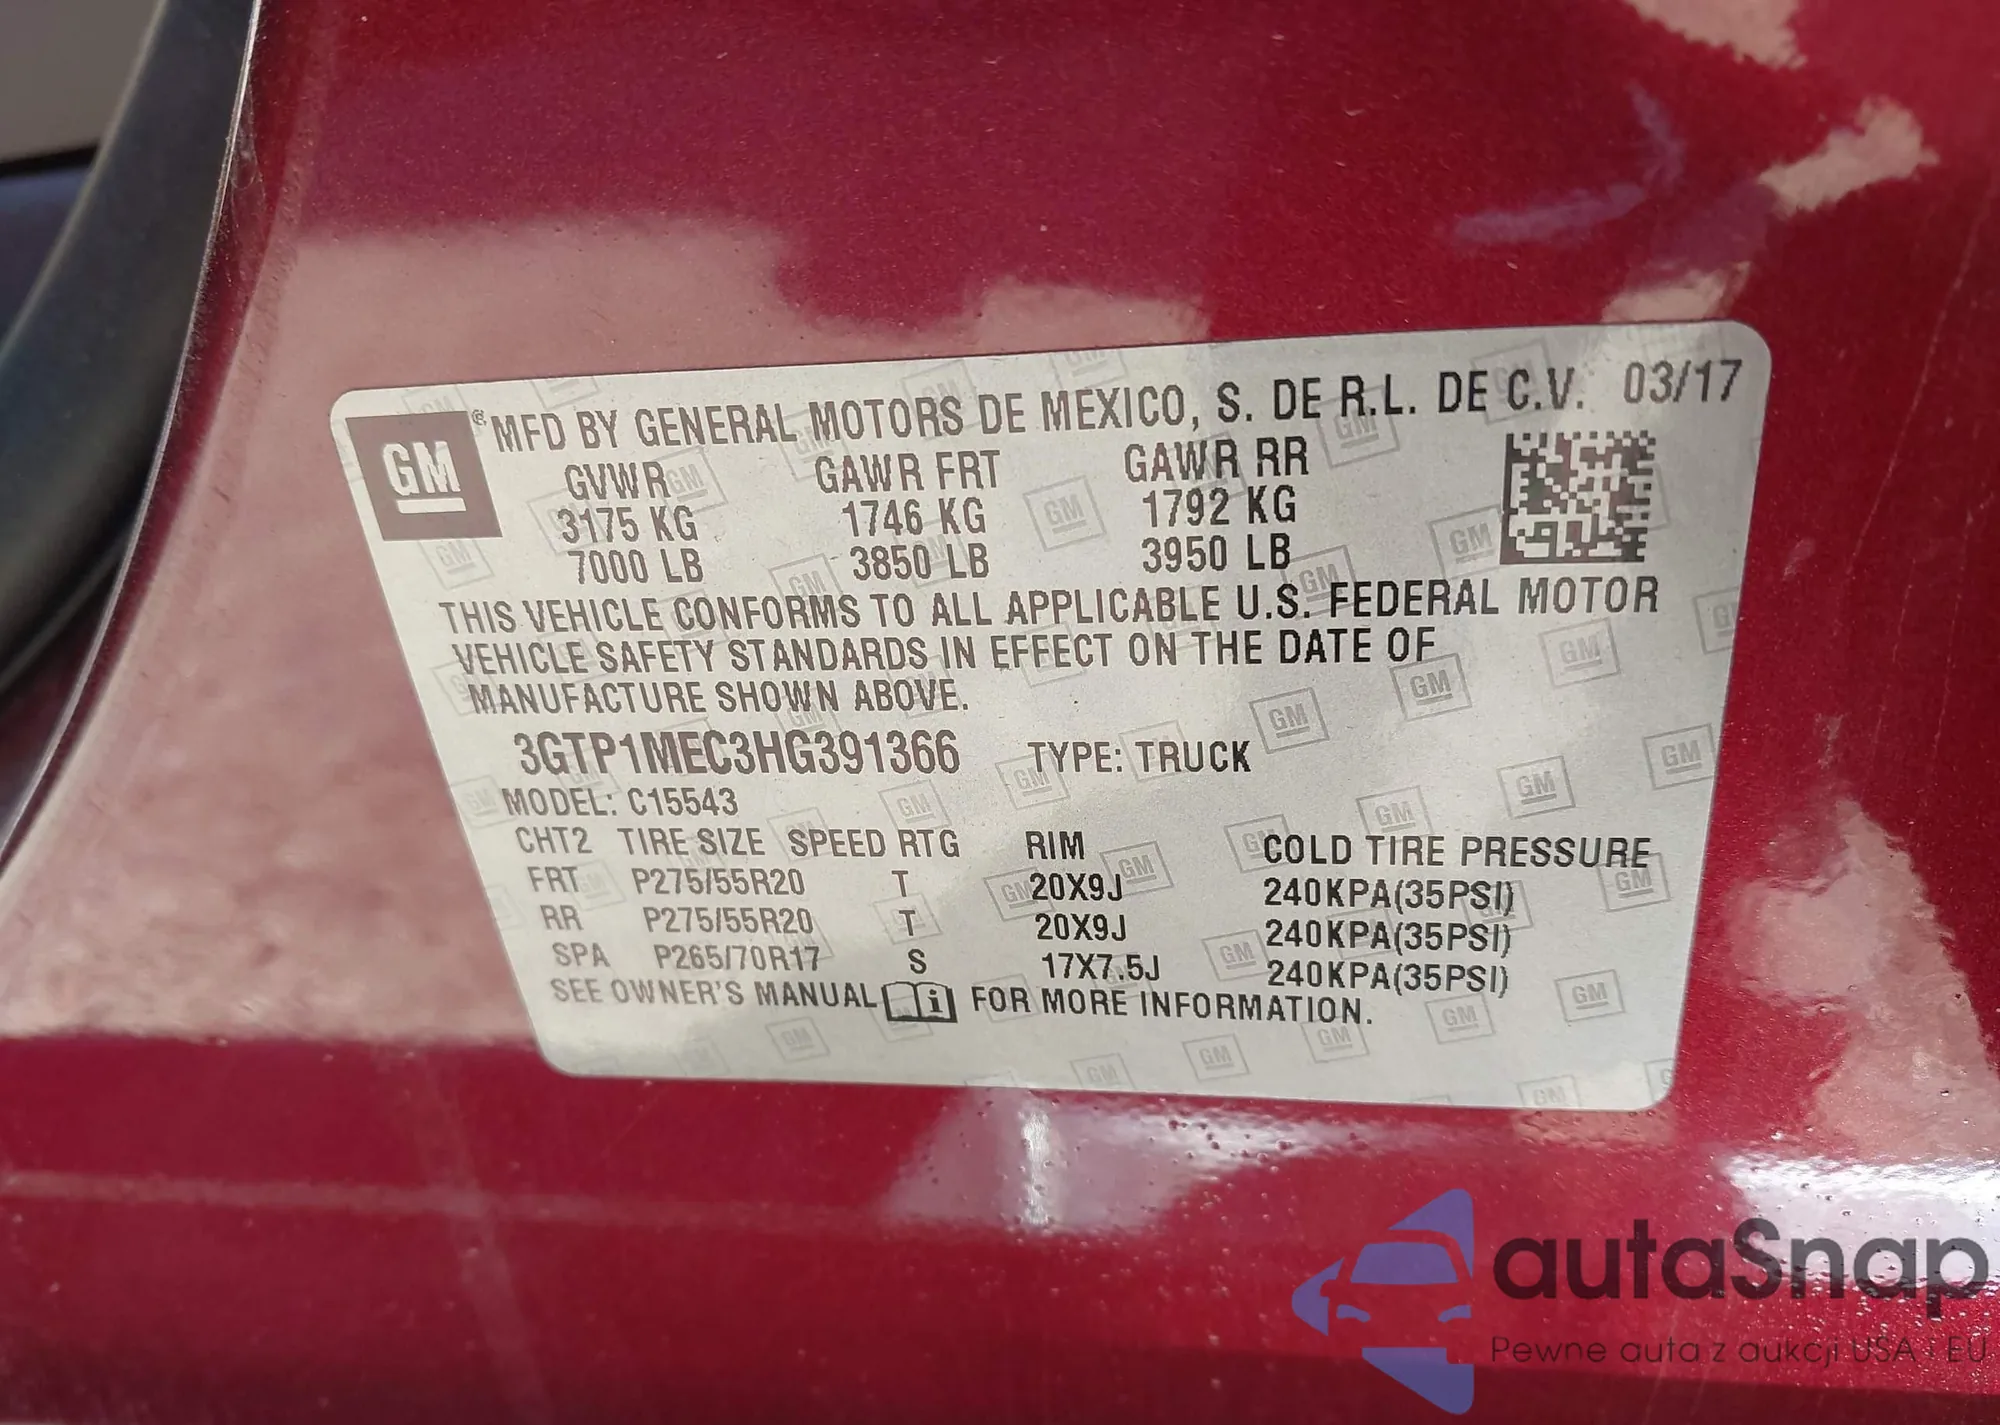 GM
® MFD BY GENERAL MOTORS DE MEXICO, S. DE R.L. DE C.V. 03/17
GVWR GAWR FRT GAWR RR
3175 KG 1746 KG 1792 KG
7000 LB 3850 LB 3950 LB
THIS VEHICLE CONFORMS TO ALL APPLICABLE U.S. FEDERAL MOTOR
VEHICLE SAFETY STANDARDS IN EFFECT ON THE DATE OF
MANUFACTURE SHOWN ABOVE.
3GTP1MEC3HG391366 TYPE: TRUCK
MODEL: C15543
CHT2 TIRE SIZE SPEED RTG RIM COLD TIRE PRESSURE
FRT P275/55R20 T 20X9J 240KPA(35PSI)
RR P275/55R20 T 20X9J 240KPA(35PSI)
SPA P265/70R17 S 17X7.5J 240KPA(35PSI)
SEE OWNER'S MANUAL i FOR MORE INFORMATION.
autaSnap
Pewne auta z aukcji USA i EU